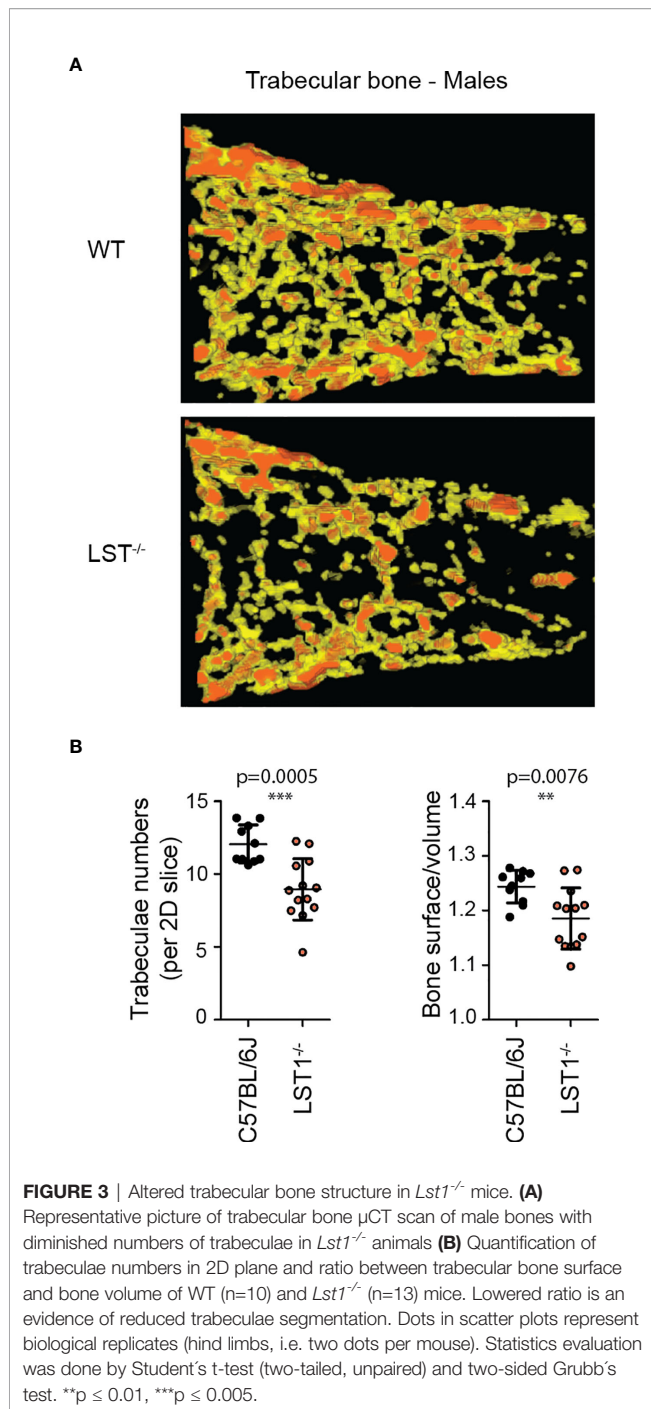 A
Trabecular bone - Males
WT
LST-/-
B
p=0.0005
***
Trabeculae numbers
(per 2D slice)
15
10
5
0
C57BL/6J
LST1-/-
p=0.0076
**
Bone surface/volume
1.4
1.3
1.2
1.1
1.0
C57BL/6J
LST1-/-
FIGURE 3 | Altered trabecular bone structure in Lst1-/- mice. (A)
Representative picture of trabecular bone µCT scan of male bones with
diminished numbers of trabeculae in Lst1-/- animals (B) Quantification of
trabeculae numbers in 2D plane and ratio between trabecular bone surface
and bone volume of WT (n=10) and Lst1-/- (n=13) mice. Lowered ratio is an
evidence of reduced trabeculae segmentation. Dots in scatter plots represent
biological replicates (hind limbs, i.e. two dots per mouse). Statistics evaluation
was done by Student´s t-test (two-tailed, unpaired) and two-sided Grubb´s
test. **p ≤ 0.01, ***p ≤ 0.005.